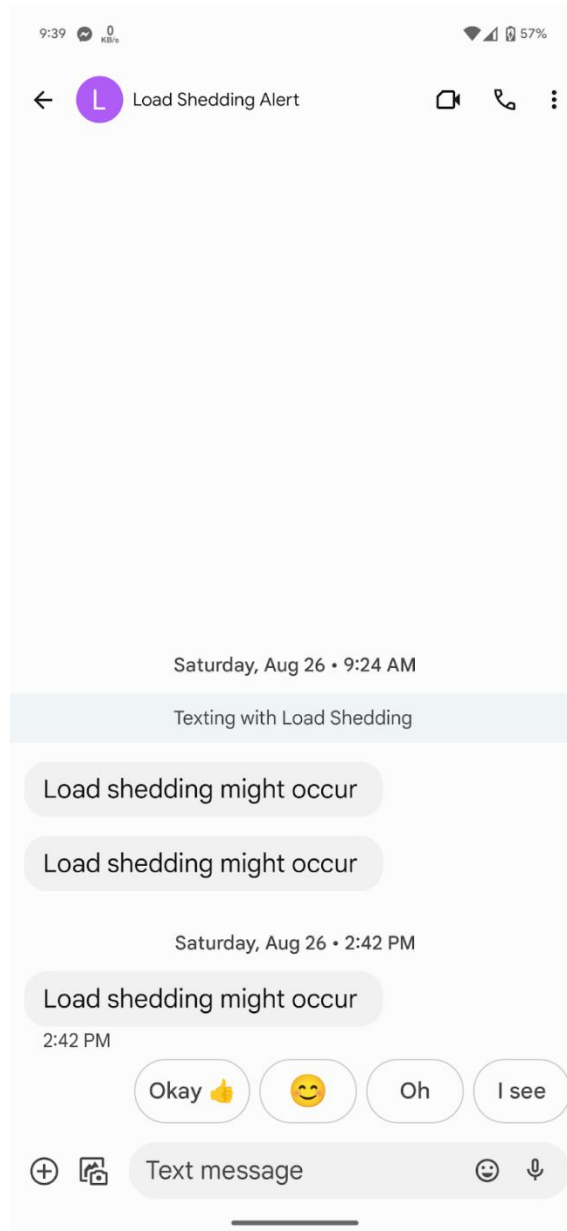 9:39 0 57%
KB/s
L Load Shedding Alert
Saturday, Aug 26 • 9:24 AM
Texting with Load Shedding
Load shedding might occur
Load shedding might occur
Saturday, Aug 26 • 2:42 PM
Load shedding might occur
2:42 PM
Okay 👍 😊 Oh I see
Text message